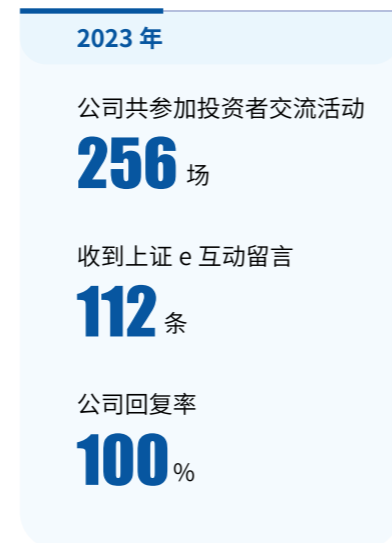 2023 年
公司共参加投资者交流活动
256 场
收到上证 e 互动留言
112 条
公司回复率
100 %